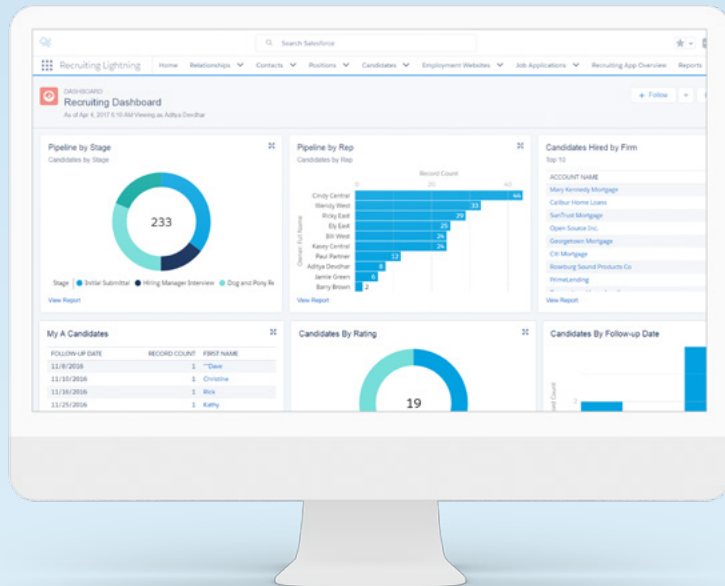 Search Salesforce
Recruiting Lightning Home Relationships Contacts Positions Candidates Employment Websites Job Applications Recruiting App Overview Reports
DASHBOARD
Recruiting Dashboard
As of Apr 4, 2017 6:10 AM Viewing as Aditya Devdhar
+ Follow
Pipeline by Stage
Candidates by Stage
233
Stage Initial Submittal Hiring Manager Interview Dog and Pony Re
View Report
Pipeline by Rep
Candidates by Rep
Record Count
0 20 40
Owner: Full Name
Cindy Central 44
Wendy West 33
Ricky East 29
Ely East 25
Bill West 24
Kasey Central 24
Paul Partner 12
Aditya Devdhar 8
Jamie Green 6
Barry Brown 2
View Report
Candidates Hired by Firm
Top 10
ACCOUNT NAME
Mary Kennedy Mortgage
Calibur Home Loans
SunTrust Mortgage
Open Source Inc.
Georgetown Mortgage
Citi Mortgage
Roseburg Sound Products Co
PrimeLending
View Report
My A Candidates
FOLLOW-UP DATE RECORD COUNT FIRST NAME
11/8/2016 1 ""Dave
11/10/2016 1 Christine
11/16/2016 1 Rick
11/25/2016 1 Kathy
Candidates By Rating
19
Candidates By Follow-up Date
2